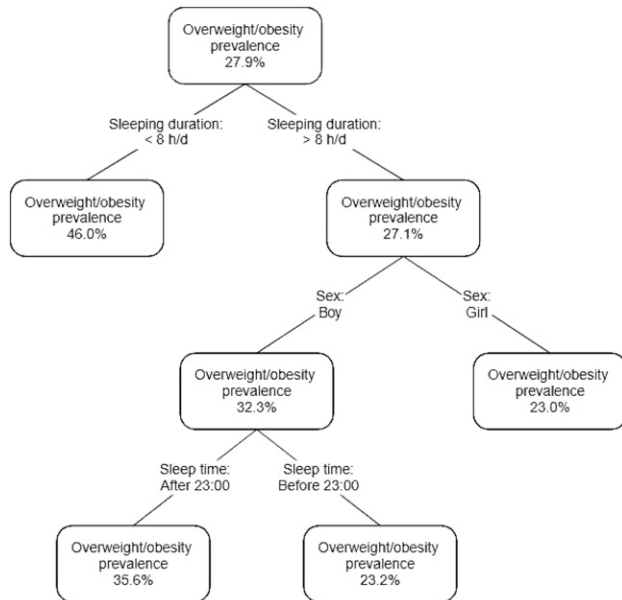 Overweight/obesity
prevalence
27.9%
Sleeping duration:
< 8 h/d
Sleeping duration:
> 8 h/d
Overweight/obesity
prevalence
46.0%
Overweight/obesity
prevalence
27.1%
Sex:
Boy
Sex:
Girl
Overweight/obesity
prevalence
32.3%
Overweight/obesity
prevalence
23.0%
Sleep time:
After 23:00
Sleep time:
Before 23:00
Overweight/obesity
prevalence
35.6%
Overweight/obesity
prevalence
23.2%